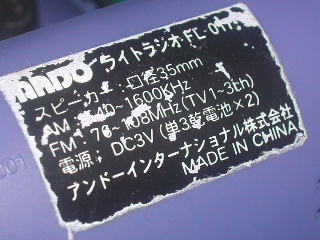 ANDO ライトラジオ FL-011
スピーカー 口径35mm
AM 540~1600KHz
FM 76~108MHz(TV1~3ch)
電源 DC3V(単3乾電池×2)
アンドーインターナショナル株式会社
MADE IN CHINA